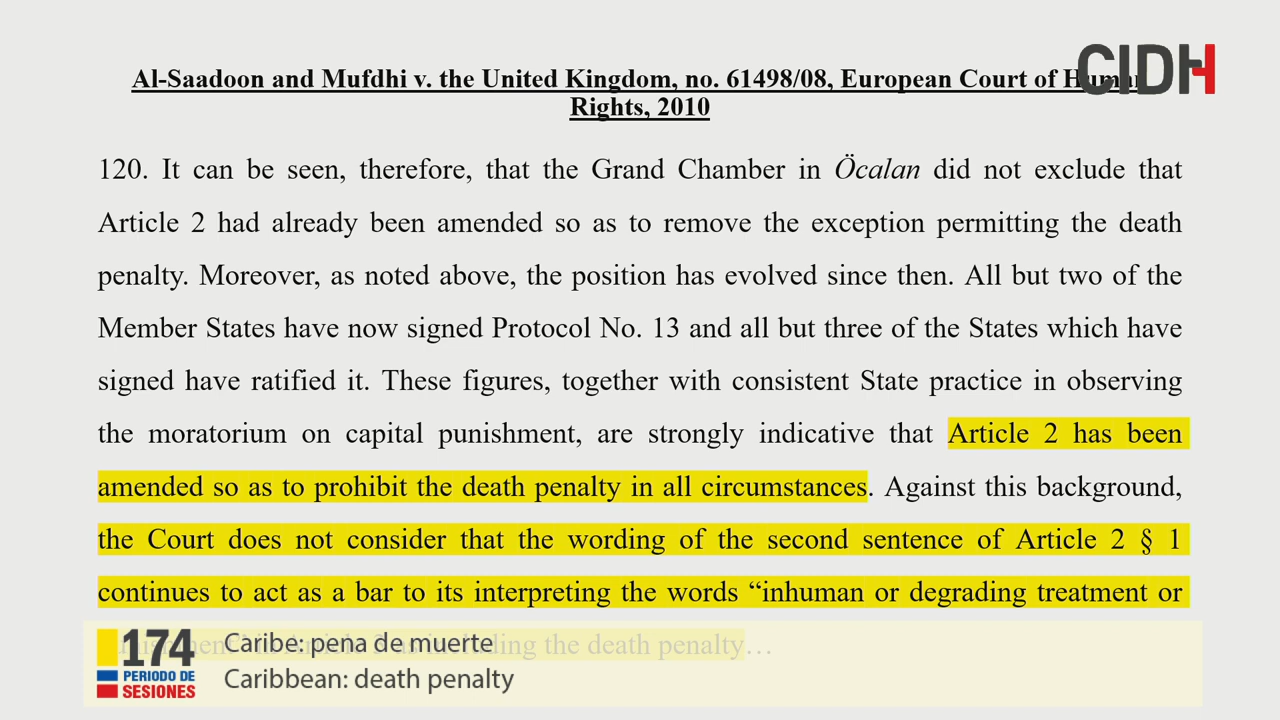 Al-Saadoon and Mufdhi v. the United Kingdom, no. 61498/08, European Court of Human
Rights, 2010
CIDH
120. It can be seen, therefore, that the Grand Chamber in Öcalan did not exclude that
Article 2 had already been amended so as to remove the exception permitting the death
penalty. Moreover, as noted above, the position has evolved since then. All but two of the
Member States have now signed Protocol No. 13 and all but three of the States which have
signed have ratified it. These figures, together with consistent State practice in observing
the moratorium on capital punishment, are strongly indicative that Article 2 has been
amended so as to prohibit the death penalty in all circumstances. Against this background,
the Court does not consider that the wording of the second sentence of Article 2 § 1
continues to act as a bar to its interpreting the words “inhuman or degrading treatment or
including the death penalty…
174 PERIODO DE SESIONES
Caribe: pena de muerte
Caribbean: death penalty